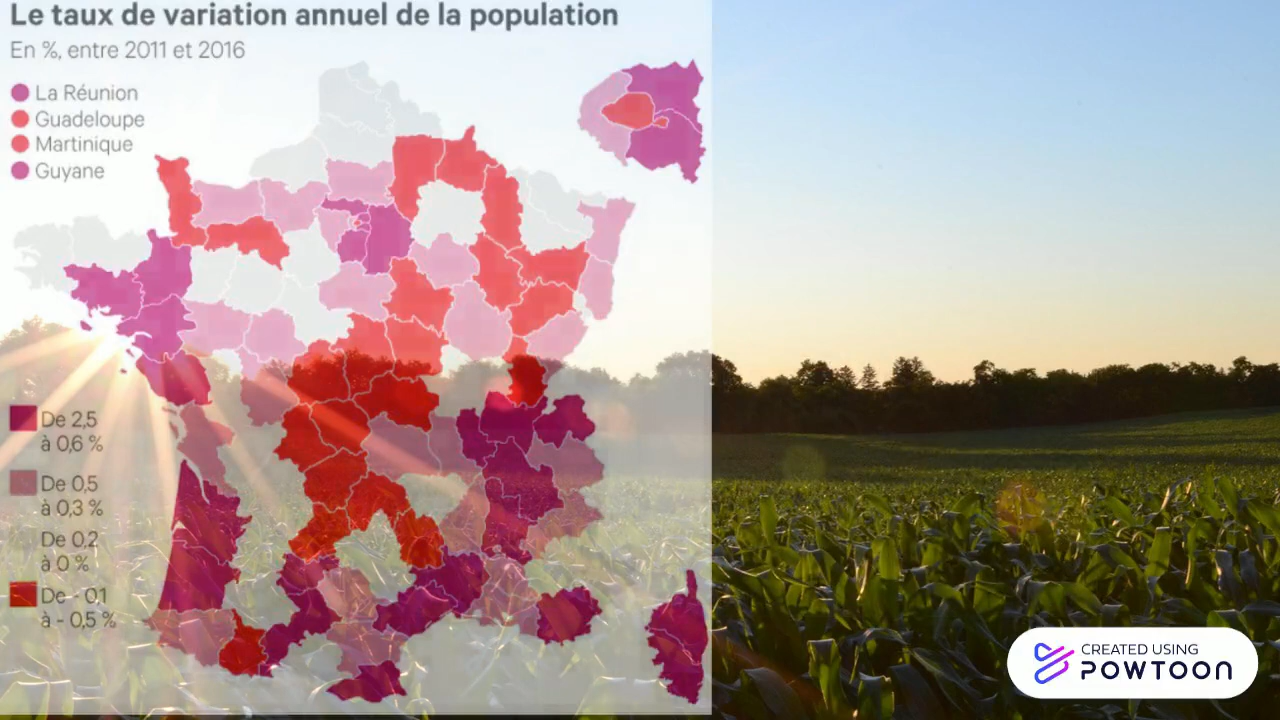 Le taux de variation annuel de la population
En %, entre 2011 et 2016
La Réunion
Guadeloupe
Martinique
Guyane
De 2,5
à 0,6 %
De 0,5
à 0,3 %
De 0,2
à 0 %
De - 0,1
à - 0,5 %
CREATED USING
POWTOON